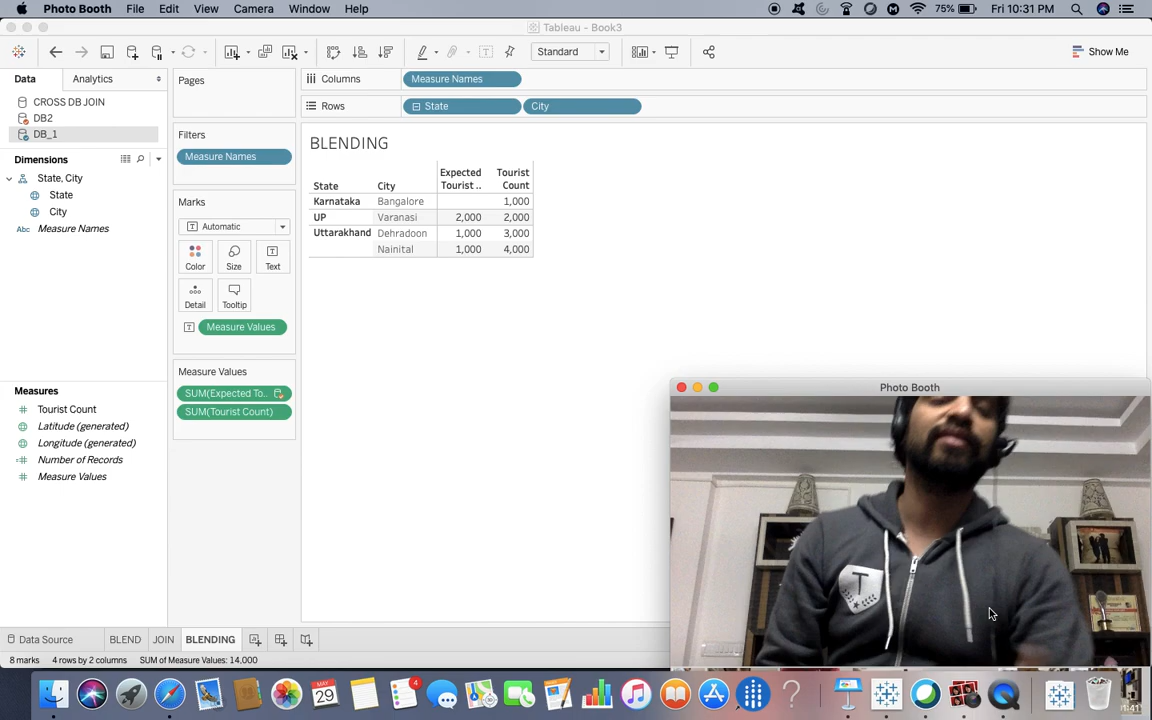 Photo Booth File Edit View Camera Window Help 75% Fri 10:31 PM
Tableau - Book3
Standard Show Me
Data Analytics
CROSS DB JOIN
DB2
DB_1
Dimensions
State, City
State
City
Abc Measure Names
Measures
Tourist Count
Latitude (generated)
Longitude (generated)
Number of Records
Measure Values
Pages
Filters
Measure Names
Marks
T Automatic
Color Size Text
Detail Tooltip
Measure Values
Measure Values
SUM(Expected To..
SUM(Tourist Count)
Columns Measure Names
Rows State City
BLENDING
Expected Tourist
State City Tourist .. Count
Karnataka Bangalore 1,000
UP Varanasi 2,000 2,000
Uttarakhand Dehradoon 1,000 3,000
Nainital 1,000 4,000
Photo Booth
T
Data Source BLEND JOIN BLENDING
8 marks 4 rows by 2 columns SUM of Measure Values: 14,000
MAY
29
4